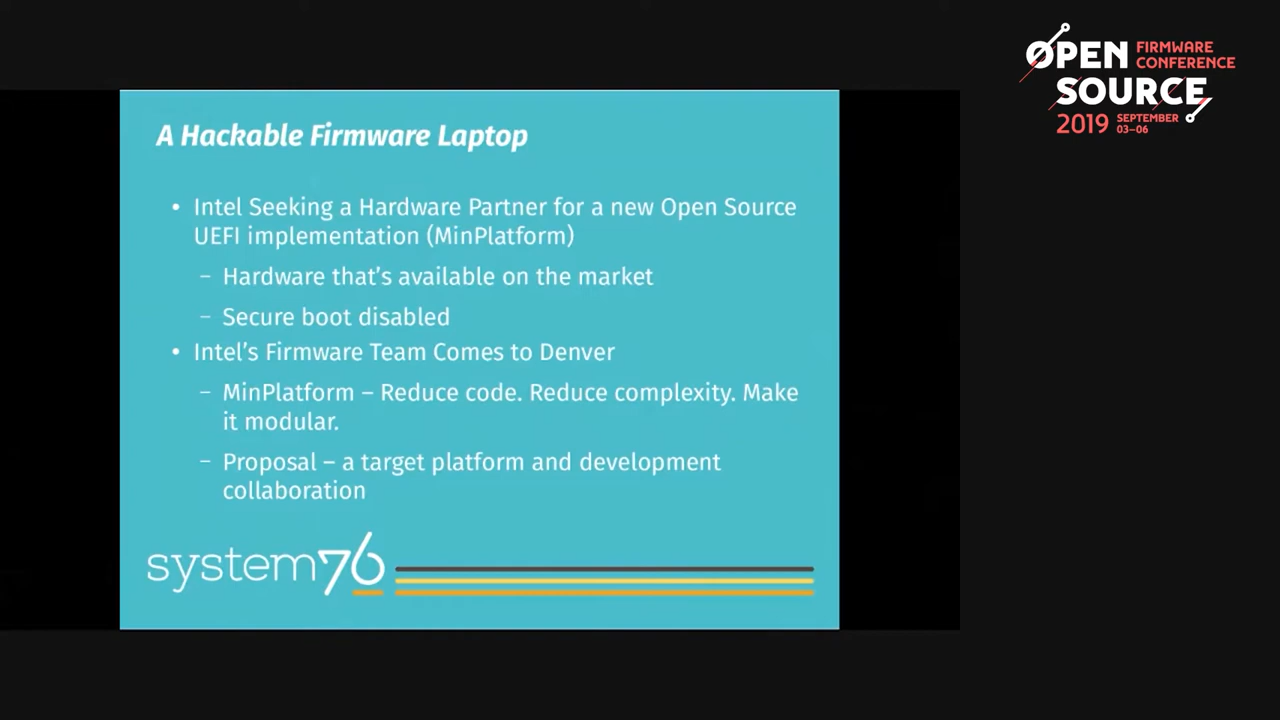 A Hackable Firmware Laptop
• Intel Seeking a Hardware Partner for a new Open Source
UEFI implementation (MinPlatform)
– Hardware that's available on the market
– Secure boot disabled
• Intel's Firmware Team Comes to Denver
– MinPlatform – Reduce code. Reduce complexity. Make
it modular.
– Proposal – a target platform and development
collaboration
system76
OPEN FIRMWARE
CONFERENCE
SOURCE
2019 SEPTEMBER
03–06